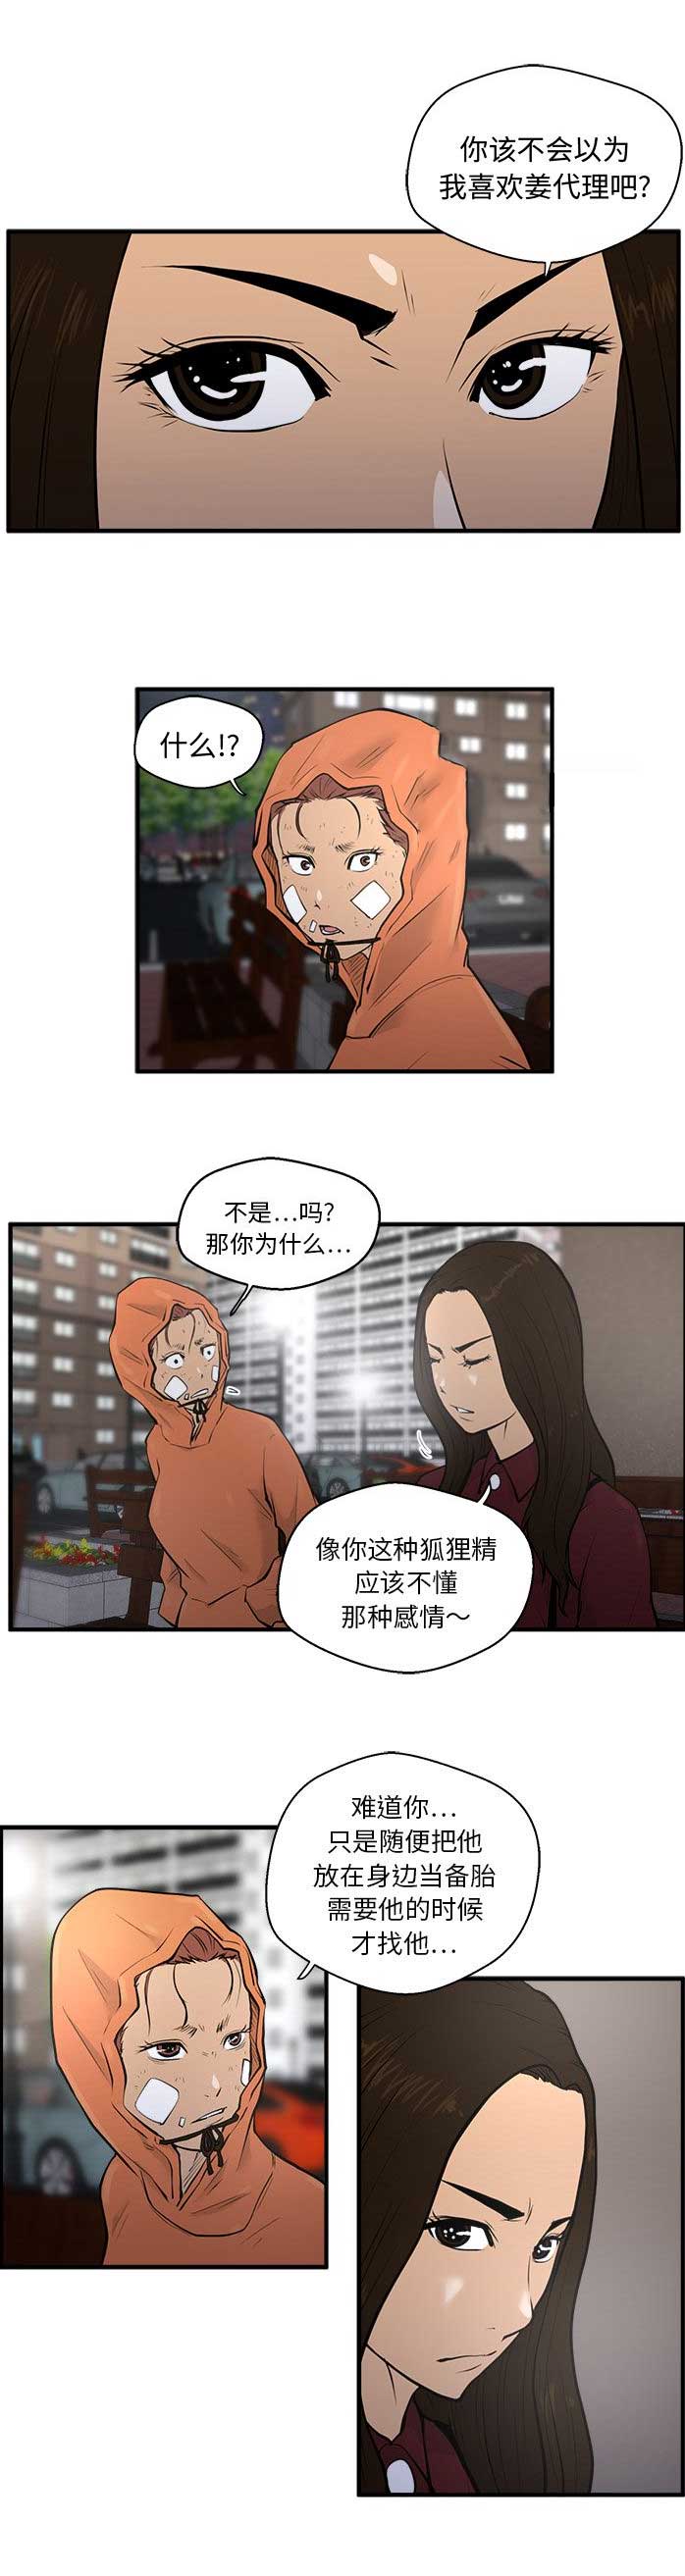 你该不会以为
我喜欢姜代理吧?
什么!?
不是...吗?
那你为什么...
像你这种狐狸精
应该不懂
那种感情～
难道你...
只是随便把他
放在身边当备胎
需要他的时候
才找他...